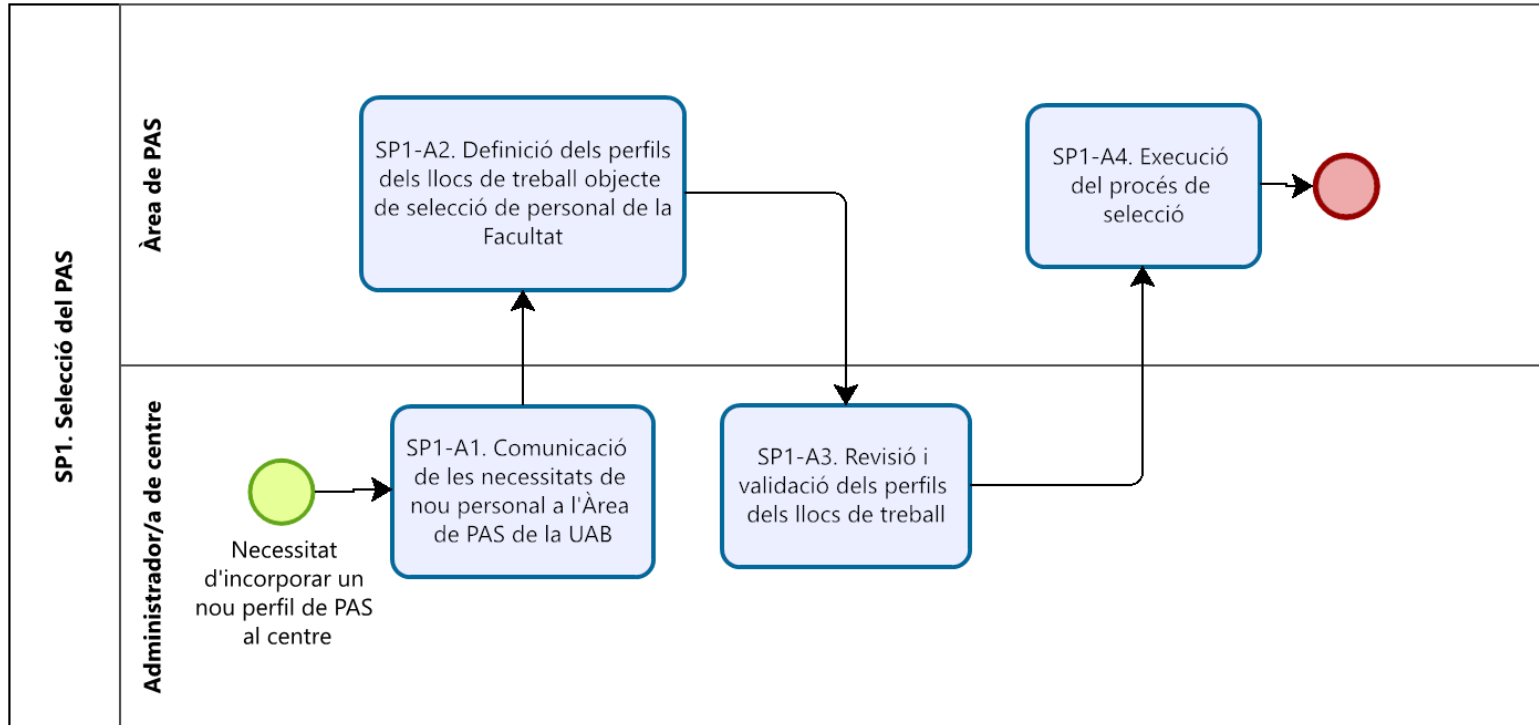 SP1. Selecció del PAS
Àrea de PAS
SP1-A2. Definició dels perfils
dels llocs de treball objecte
de selecció de personal de la
Facultat
SP1-A4. Execució
del procés de
selecció
Administrador/a de centre
Necessitat
d'incorporar un
nou perfil de PAS
al centre
SP1-A1. Comunicació
de les necessitats de
nou personal a l'Àrea
de PAS de la UAB
SP1-A3. Revisió i
validació dels perfils
dels llocs de treball